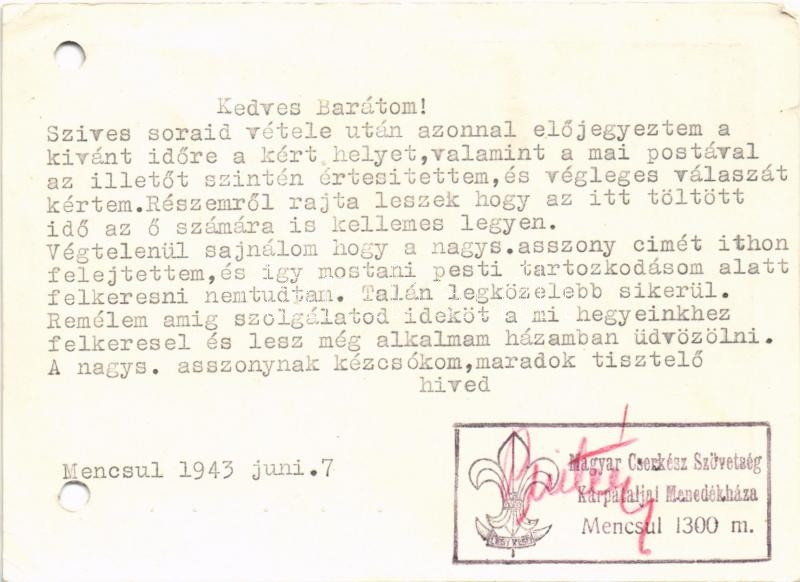 Kedves Barátom!
Szives soraid vétele után azonnal előjegyeztem a
kivánt időre a kért helyet,valamint a mai postával
az illetőt szintén értesitettem,és végleges válaszát
kértem.Részemről rajta leszek hogy az itt töltött
idő az ő számára is kellemes legyen.
Végtelenül sajnálom hogy a nagys.asszony cimét ithon
felejtettem,és igy mostani pesti tartozkodásom alatt
felkeresni nemtudtam. Talán legközelebb sikerül.
Remélem amig szolgálatod ideköt a mi hegyeinkhez
felkeresel és lesz még alkalmam házamban üdvözölni.
A nagys. asszonynak kézcsókom,maradok tisztelő
hived
Mencsul 1943 juni.7
Magyar Cserkész Szövetség
Kárpátaljai Menedékháza
Mencsul 1300 m.